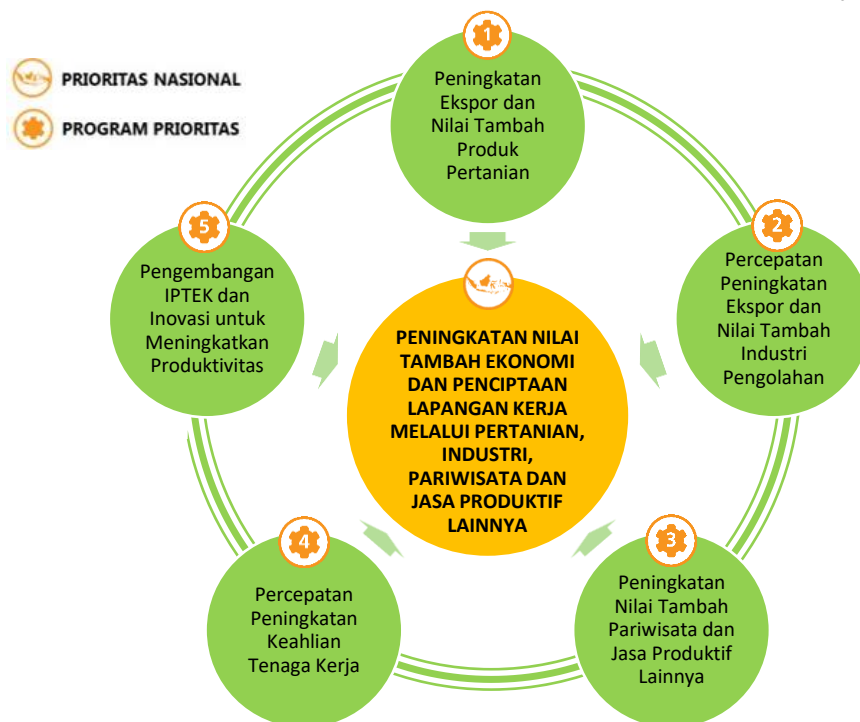 PRIORITAS NASIONAL
PROGRAM PRIORITAS
1
Peningkatan
Ekspor dan
Nilai Tambah
Produk
Pertanian
2
Percepatan
Peningkatan
Ekspor dan
Nilai Tambah
Industri
Pengolahan
3
Peningkatan
Nilai Tambah
Pariwisata dan
Jasa Produktif
Lainnya
4
Percepatan
Peningkatan
Keahlian
Tenaga Kerja
5
Pengembangan
IPTEK dan
Inovasi untuk
Meningkatkan
Produktivitas
PENINGKATAN NILAI
TAMBAH EKONOMI
DAN PENCIPTAAN
LAPANGAN KERJA
MELALUI PERTANIAN,
INDUSTRI,
PARIWISATA DAN
JASA PRODUKTIF
LAINNYA